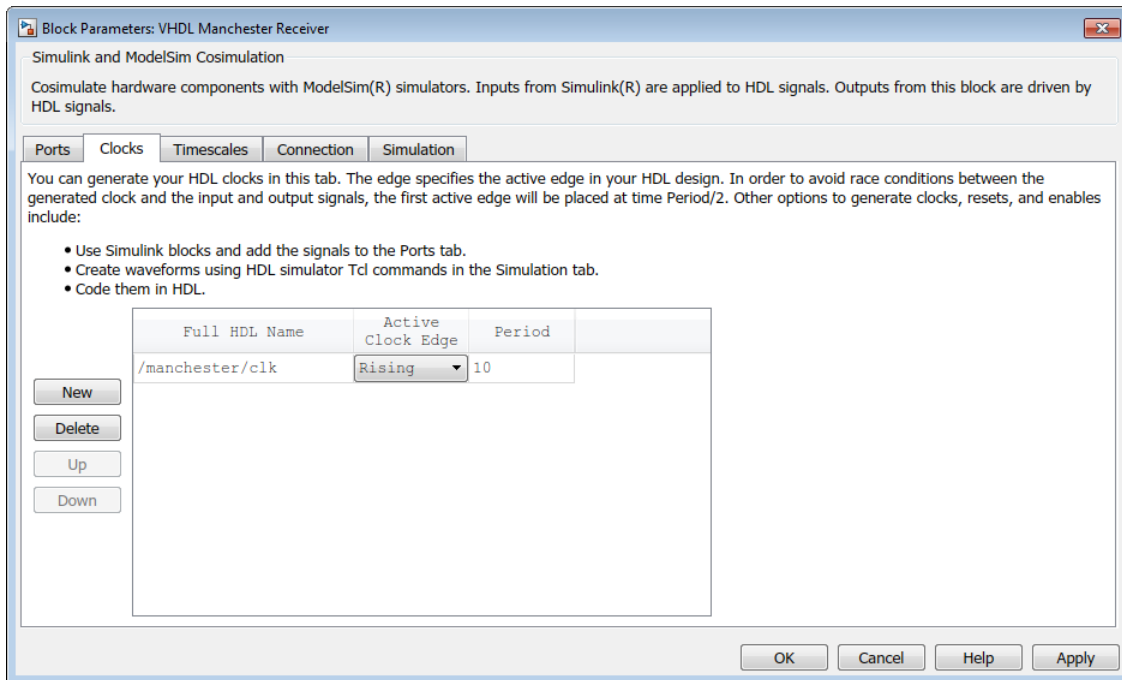 Block Parameters: VHDL Manchester Receiver
Simulink and ModelSim Cosimulation
Cosimulate hardware components with ModelSim(R) simulators. Inputs from Simulink(R) are applied to HDL signals. Outputs from this block are driven by
HDL signals.
Ports Clocks Timescales Connection Simulation
You can generate your HDL clocks in this tab. The edge specifies the active edge in your HDL design. In order to avoid race conditions between the
generated clock and the input and output signals, the first active edge will be placed at time Period/2. Other options to generate clocks, resets, and enables
include:
• Use Simulink blocks and add the signals to the Ports tab.
• Create waveforms using HDL simulator Tcl commands in the Simulation tab.
• Code them in HDL.
Full HDL Name Active Clock Edge Period
/manchester/clk Rising 10
New
Delete
Up
Down
OK Cancel Help Apply